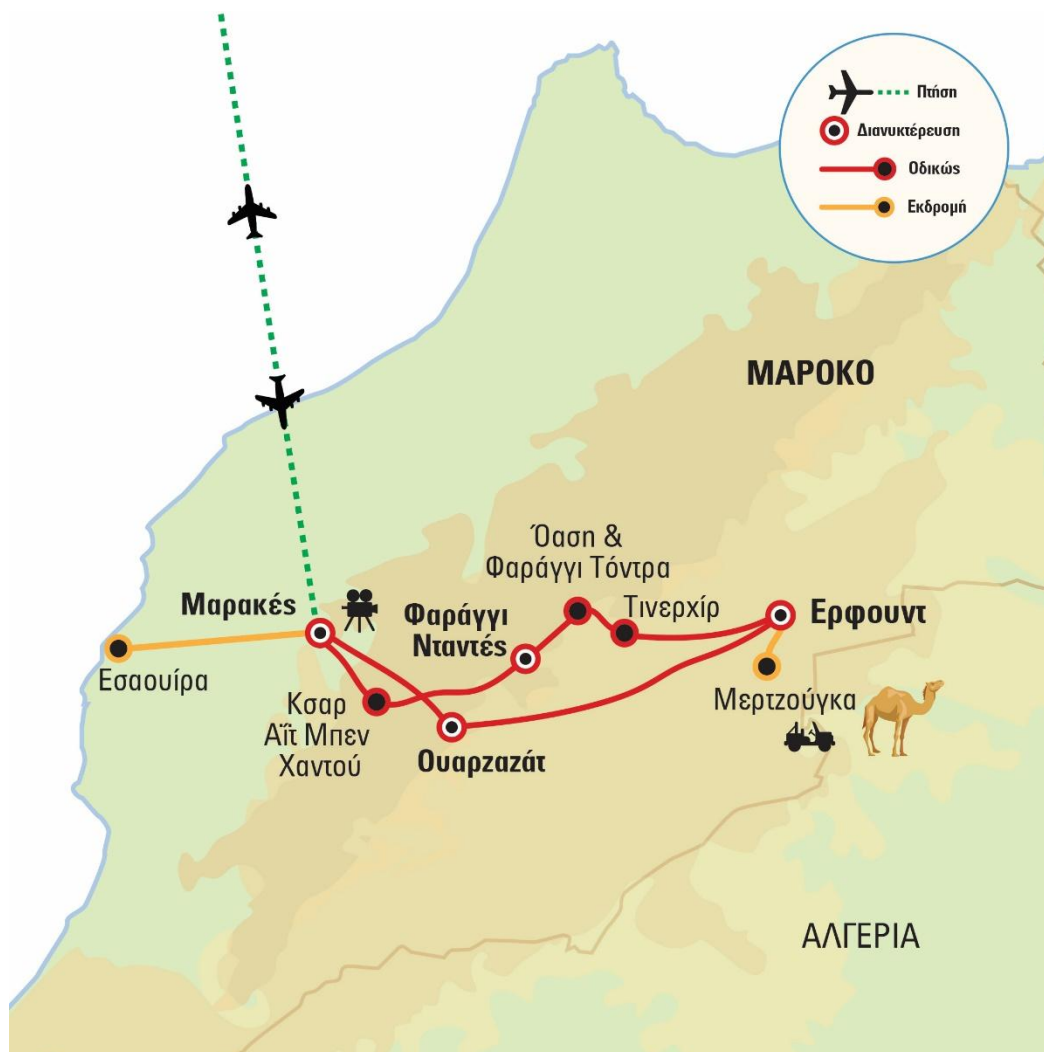 Πτήση
Διανυκτέρευση
Οδικώς
Εκδρομή
ΜΑΡΟΚΟ
Όαση &
Φαράγγι Τόντρα
Μαρακές
Φαράγγι
Νταντές
Τινερχίρ
Ερφουντ
Εσαουίρα
Κσαρ
Αΐτ Μπεν
Χαντού
Μερτζούγκα
Ουαρζαζάτ
ΑΛΓΕΡΙΑ